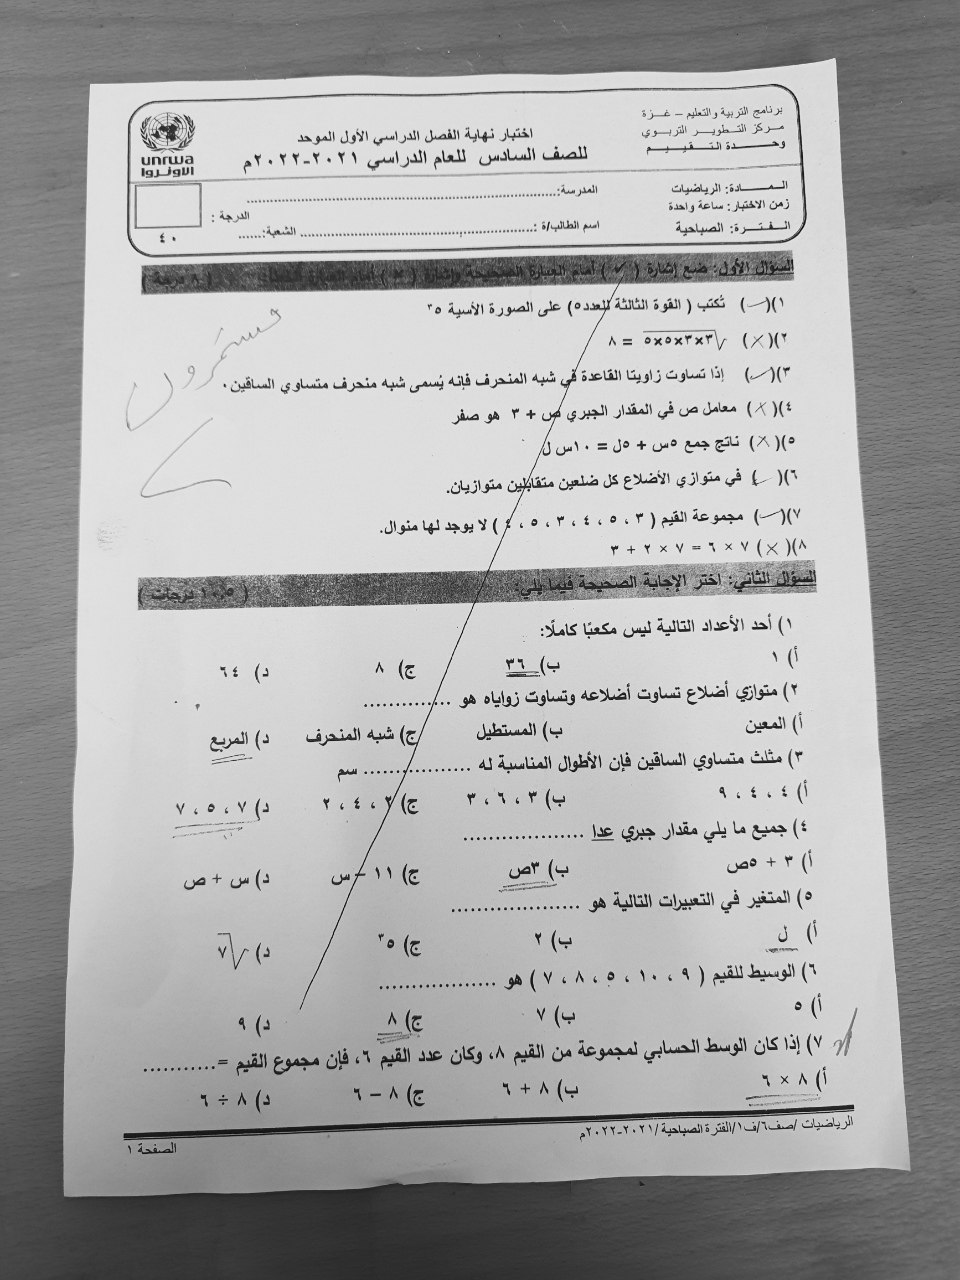 برنامج التربية والتعليم – غزة
مركز التطوير التربوي
وحدة التقييم
اختبار نهاية الفصل الدراسي الأول الموحد
للصف السادس للعام الدراسي ٢٠٢١-٢٠٢٢م
unrwa
الأونروا
المادة: الرياضيات
زمن الاختبار: ساعة واحدة
الفترة: الصباحية
المدرسة:
اسم الطالب/ة : الشعبة:
الدرجة :
٤٠
السؤال الأول: ضع إشارة ( ✓ ) أمام العبارة الصحيحة وإشارة ( × ) أمام العبارة ( ٨ درجة )
١)(✓) تُكتب ( القوة الثالثة للعدد٥) على الصورة الأسية ٥³
٢)(×) √٣×٣×٥×٥ = ٨
٣)(✓) إذا تساوت زاويتا القاعدة في شبه المنحرف فإنه يُسمى شبه منحرف متساوي الساقين.
٤)(×) معامل ص في المقدار الجبري ص + ٣ هو صفر
٥)(×) ناتج جمع ٥س + ٥ل = ١٠س ل
٦)(✓) في متوازي الأضلاع كل ضلعين متقابلين متوازيان.
٧)(✓) مجموعة القيم ( ٣ ، ٥ ، ٤ ، ٣ ، ٥ ، ٤ ) لا يوجد لها منوال.
٨)(×) ٧ × ٦ = ٧ × ٢ + ٣
السؤال الثاني: اختر الإجابة الصحيحة فيما يلي: ( ١٠,٥ درجات )
١) أحد الأعداد التالية ليس مكعبًا كاملًا:
أ) ١ ب) ٣٦ ج) ٨ د) ٦٤
٢) متوازي أضلاع تساوت أضلاعه وتساوت زواياه هو ...............
أ) المعين ب) المستطيل ج) شبه المنحرف د) المربع
٣) مثلث متساوي الساقين فإن الأطوال المناسبة له ................. سم
أ) ٤ ، ٤ ، ٩ ب) ٣ ، ٦ ، ٣ ج) ٢ ، ٤ ، ٢ د) ٧ ، ٥ ، ٧
٤) جميع ما يلي مقدار جبري عدا ...................
أ) ٣ + ٥ص ب) ٣ص ج) ١١ – س د) س + ص
٥) المتغير في التعبيرات التالية هو ....................
أ) ل ب) ٢ ج) ٥³ د) √٧
٦) الوسيط للقيم ( ٩ ، ١٠ ، ٥ ، ٨ ، ٧ ) هو ..................
أ) ٥ ب) ٧ ج) ٨ د) ٩
٧) إذا كان الوسط الحسابي لمجموعة من القيم ٨، وكان عدد القيم ٦، فإن مجموع القيم =...........
أ) ٨ × ٦ ب) ٨ + ٦ ج) ٨ – ٦ د) ٨ ÷ ٦
الرياضيات /صف٦/ف١/الفترة الصباحية/٢٠٢١-٢٠٢٢م
الصفحة ١